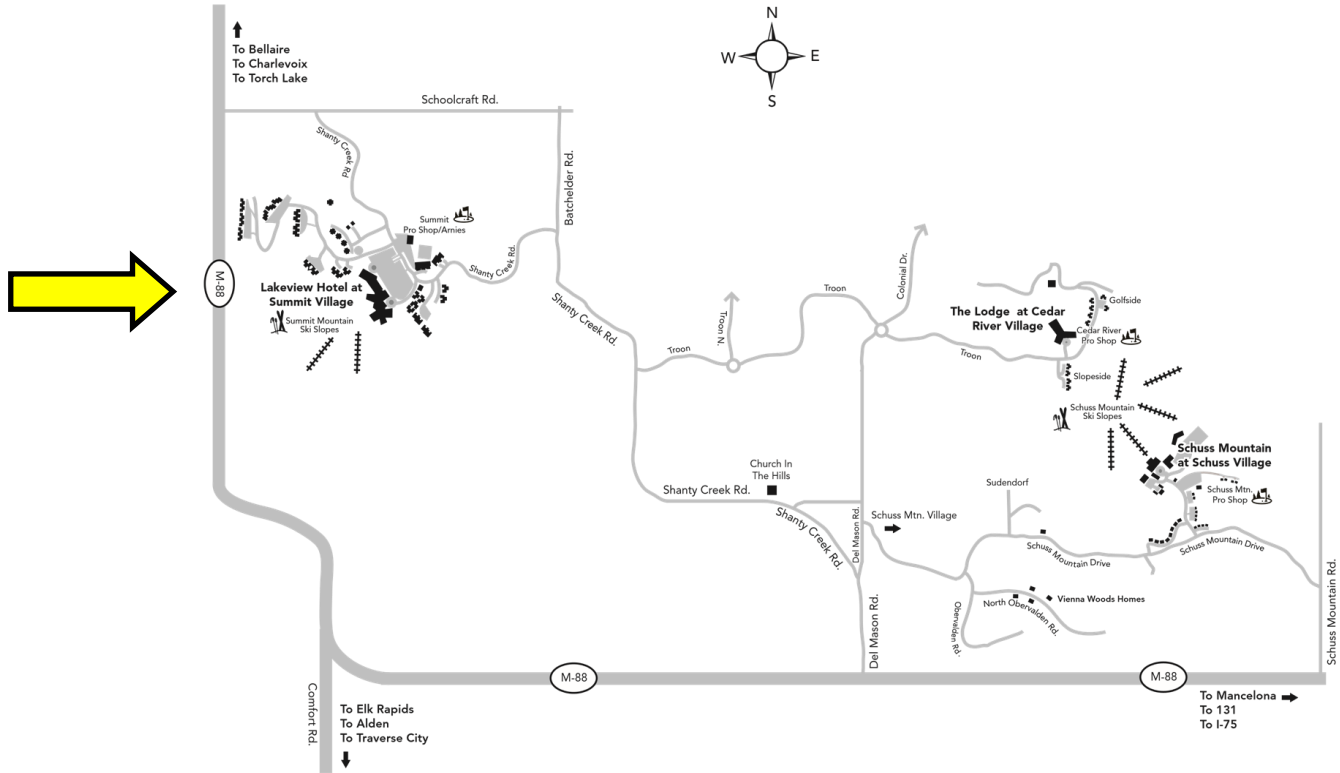 N
W
E
S
To Bellaire
To Charlevoix
To Torch Lake
Schoolcraft Rd.
Shanty Creek Rd
Batchelder Rd.
Summit
Pro Shop/Arnies
Shanty Creek Rd.
M-88
Lakeview Hotel at
Summit Village
Summit Mountain
Ski Slopes
Shanty Creek Rd.
Troon
Troon N.
Troon
Colonial Dr.
Troon
The Lodge at Cedar
River Village
Golfside
Cedar River
Pro Shop
Slopeside
Schuss Mountain
Ski Slopes
Schuss Mountain
at Schuss Village
Schuss Mtn.
Pro Shop
Church In
The Hills
Shanty Creek Rd.
Shanty Creek Rd.
Del Mason Rd.
Schuss Mtn. Village
Sudendorf
Schuss Mountain Drive
Schuss Mountain Drive
Vienna Woods Homes
North Obervalden Rd.
Obervalden Rd.
Del Mason Rd.
Schuss Mountain Rd.
M-88
M-88
Comfort Rd.
To Elk Rapids
To Alden
To Traverse City
To Mancelona
To 131
To I-75